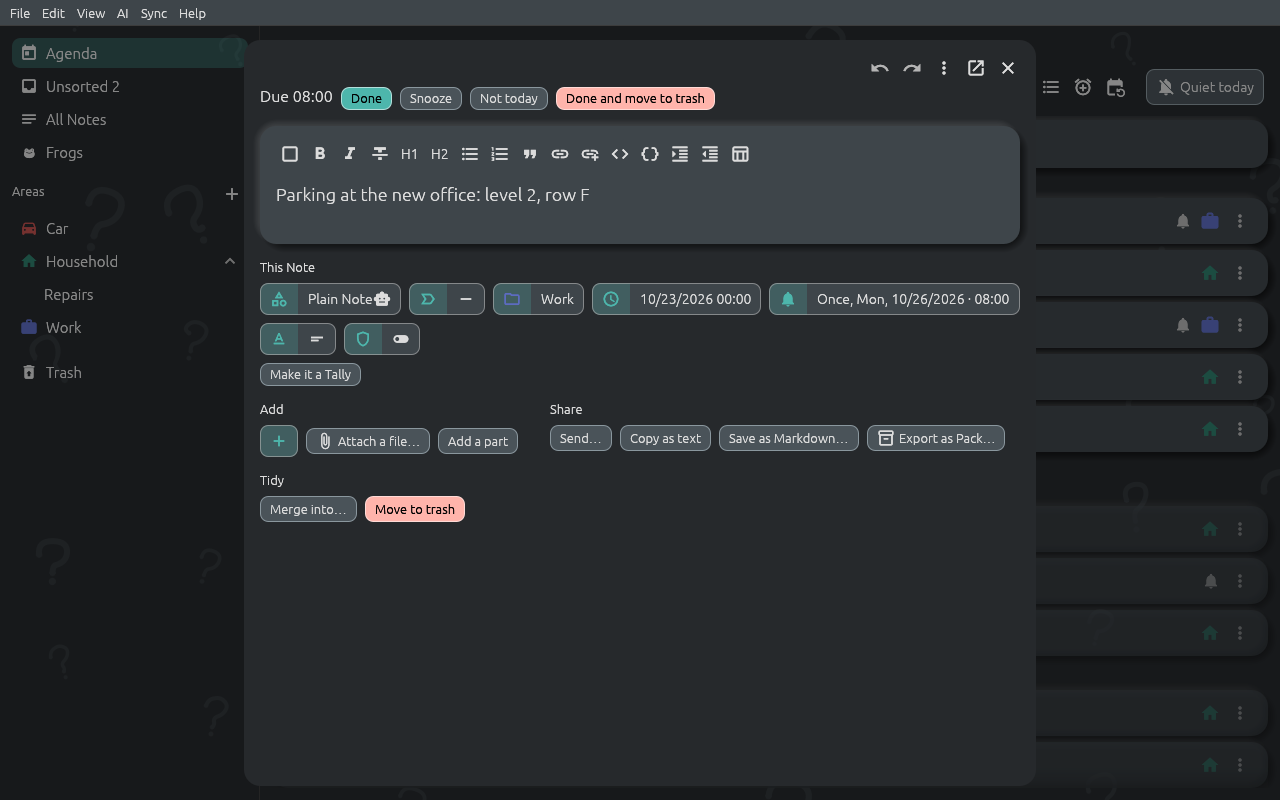 File Edit View AI Sync Help
Agenda
Unsorted 2
All Notes
Frogs
Areas
Car
Household
Repairs
Work
Trash
Quiet today
Due 08:00 Done Snooze Not today Done and move to trash
B I S H1 H2
Parking at the new office: level 2, row F
This Note
Plain Note Work 10/23/2026 00:00 Once, Mon, 10/26/2026 · 08:00
Make it a Tally
Add
Attach a file… Add a part
Share
Send… Copy as text Save as Markdown… Export as Pack…
Tidy
Merge into… Move to trash